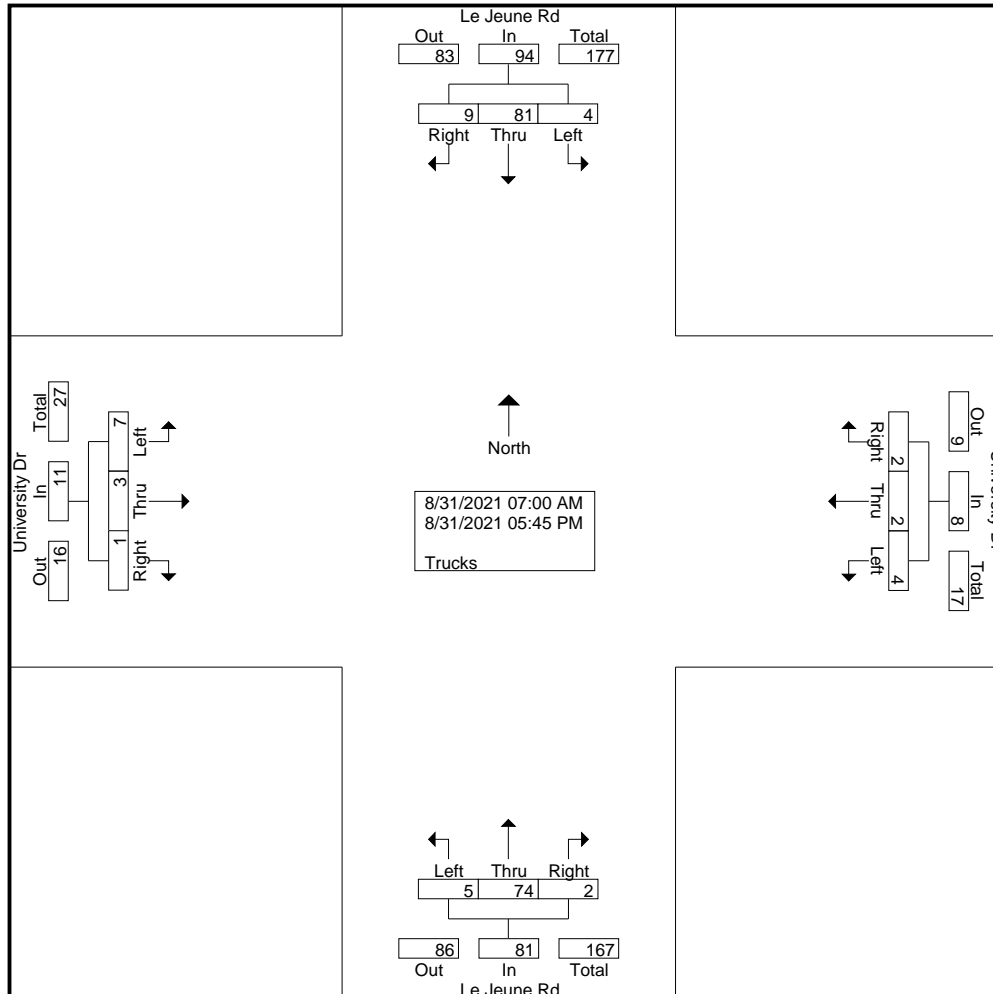 Le Jeune Rd
Out In Total
83 94 177
9 81 4
Right Thru Left
University Dr
Total In Out
27 11 16
7 3 1
Left Thru Right
North
8/31/2021 07:00 AM
8/31/2021 05:45 PM
Trucks
Right Thru Left
2 2 4
Out In Total
9 8 17
Left Thru Right
5 74 2
86 81 167
Out In Total
Le Jeune Rd